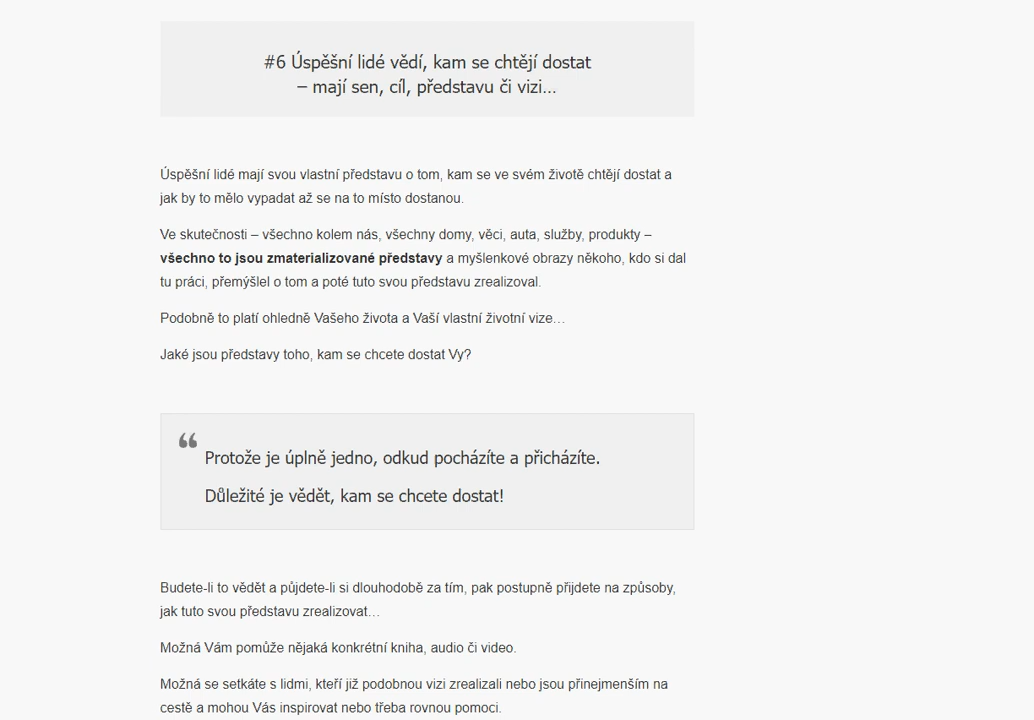 #6 Úspěšní lidé vědí, kam se chtějí dostat
– mají sen, cíl, představu či vizi…
Úspěšní lidé mají svou vlastní představu o tom, kam se ve svém životě chtějí dostat a
jak by to mělo vypadat až se na to místo dostanou.
Ve skutečnosti – všechno kolem nás, všechny domy, věci, auta, služby, produkty –
všechno to jsou zmaterializované představy a myšlenkové obrazy někoho, kdo si dal
tu práci, přemýšlel o tom a poté tuto svou představu zrealizoval.
Podobně to platí ohledně Vašeho života a Vaší vlastní životní vize…
Jaké jsou představy toho, kam se chcete dostat Vy?
“
Protože je úplně jedno, odkud pocházíte a přicházíte.
Důležité je vědět, kam se chcete dostat!
Budete-li to vědět a půjdete-li si dlouhodobě za tím, pak postupně přijdete na způsoby,
jak tuto svou představu zrealizovat…
Možná Vám pomůže nějaká konkrétní kniha, audio či video.
Možná se setkáte s lidmi, kteří již podobnou vizi zrealizali nebo jsou přinejmenším na
cestě a mohou Vás inspirovat nebo třeba rovnou pomoci.